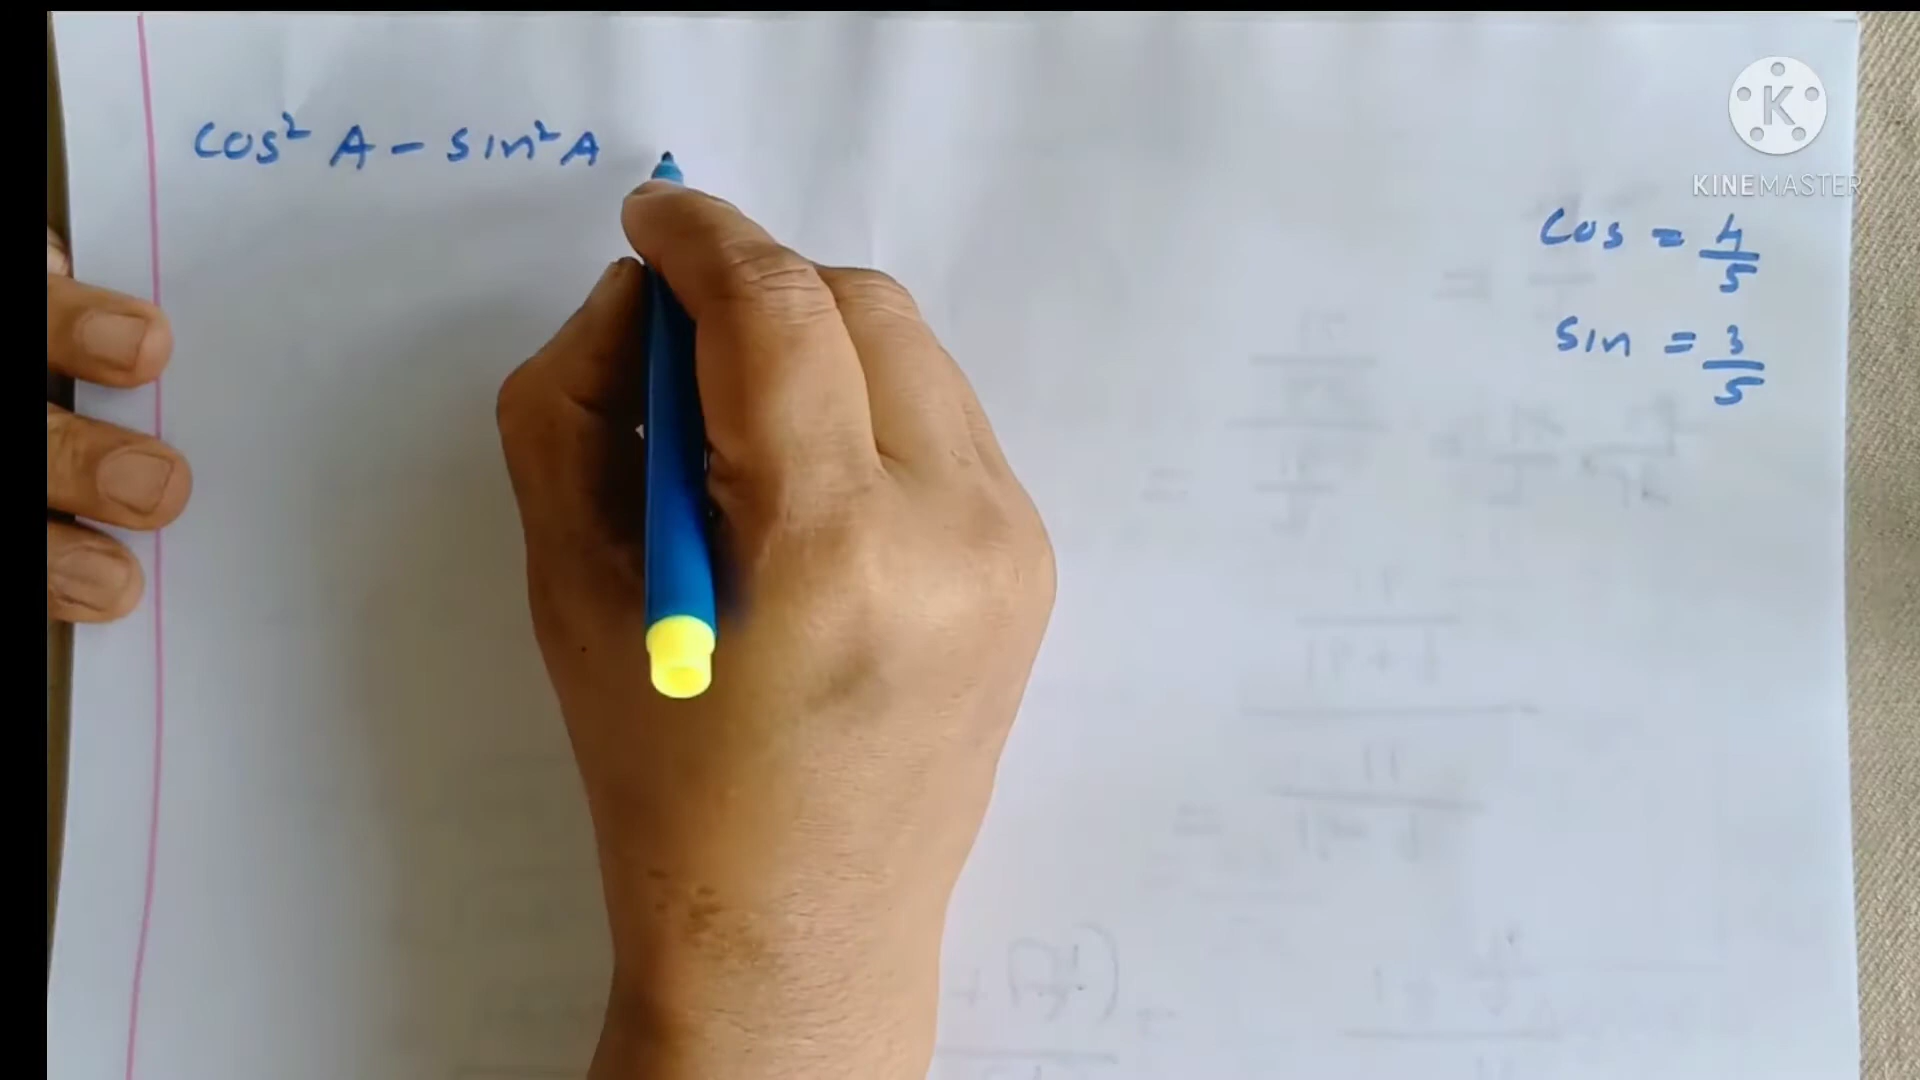 cos² A - sin² A
KINEMASTER
cos = 4/5
sin = 3/5